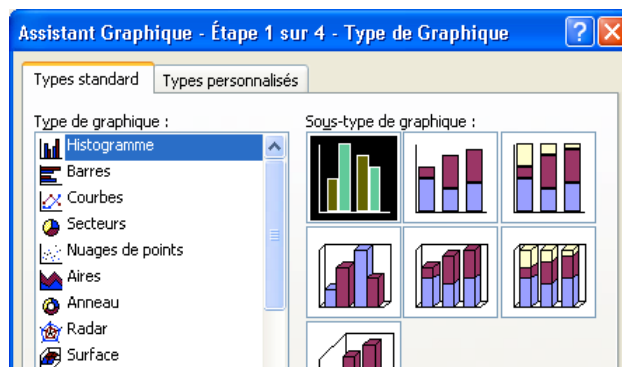 Assistant Graphique - Étape 1 sur 4 - Type de Graphique
Types standard
Types personnalisés
Type de graphique :
Histogramme
Barres
Courbes
Secteurs
Nuages de points
Aires
Anneau
Radar
Surface
Sous-type de graphique :